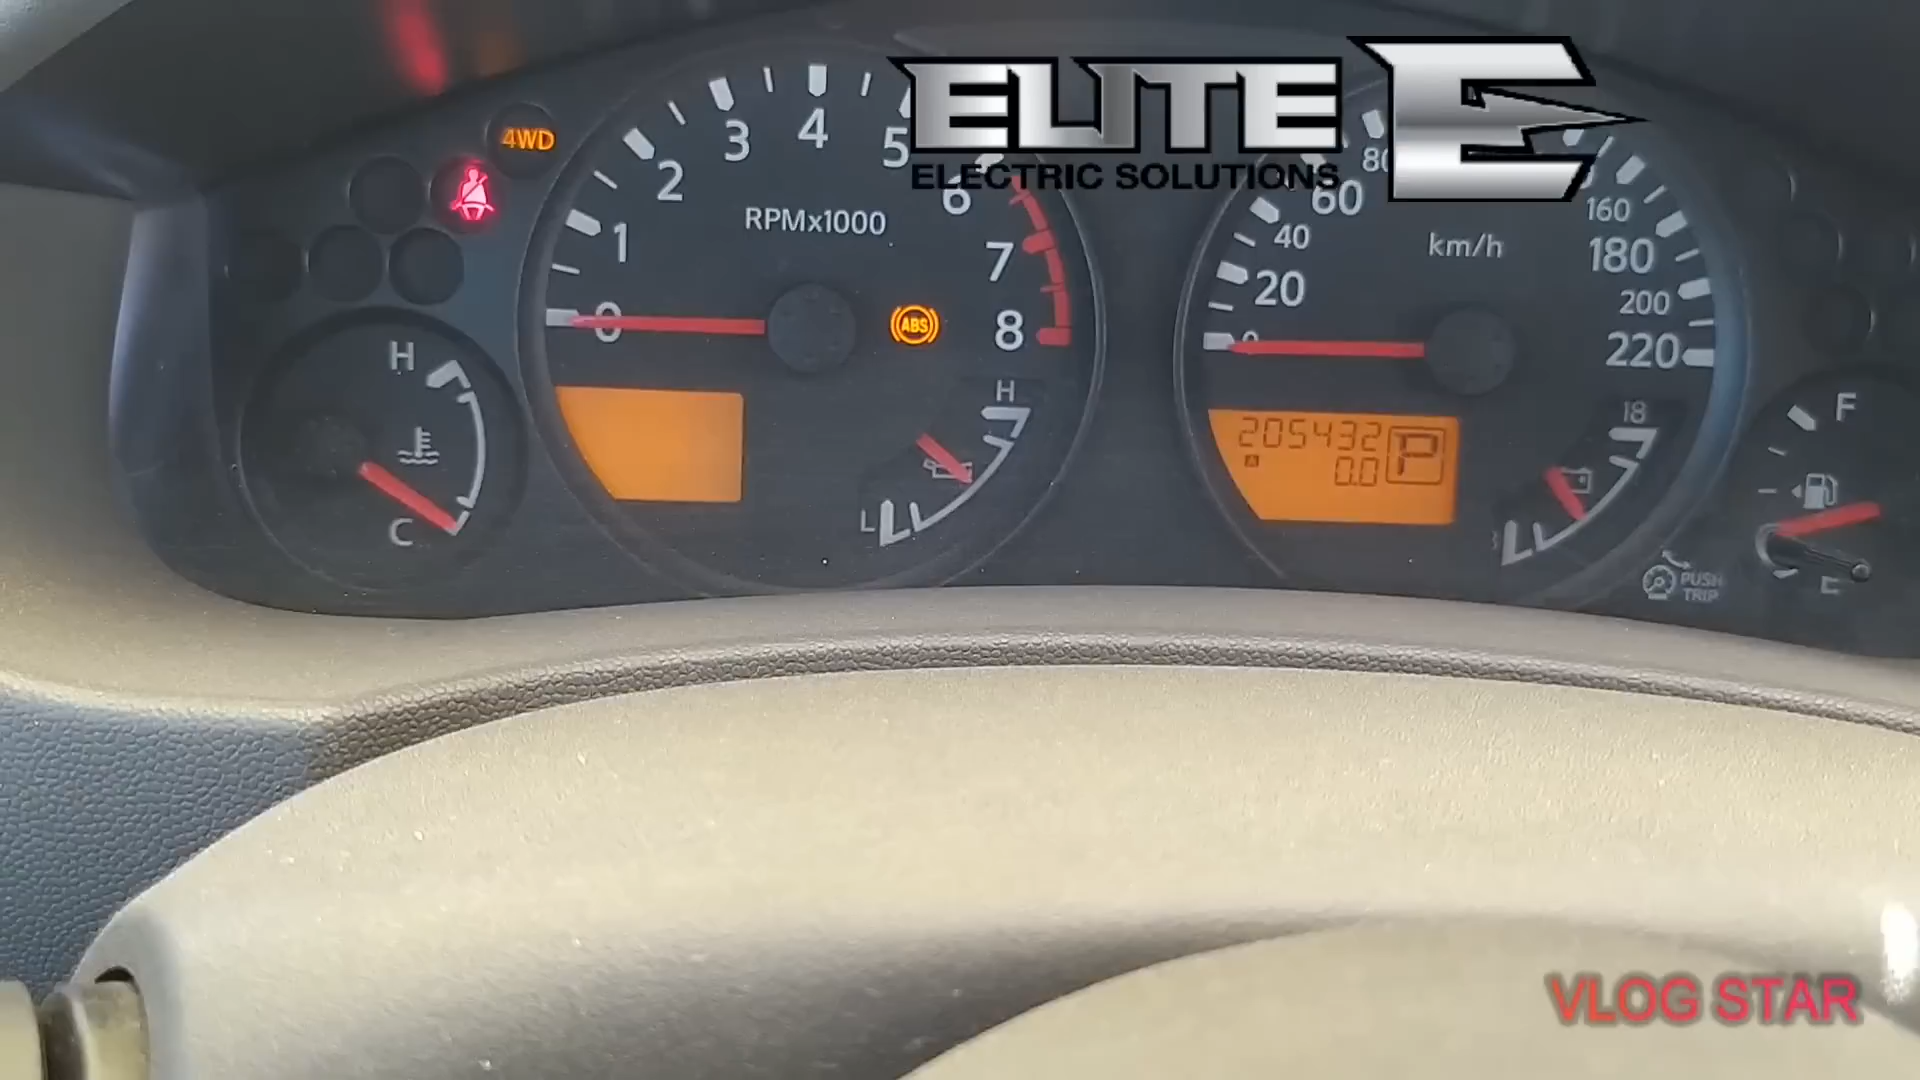 ELITE E
ELECTRIC SOLUTIONS
4WD
0
1
2
3
4
5
6
7
8
RPMx1000
ABS
H
C
H
L
20
40
60
80
160
180
200
220
km/h
205432
A
0.0
P
18
F
E
PUSH
TRIP
VLOG STAR